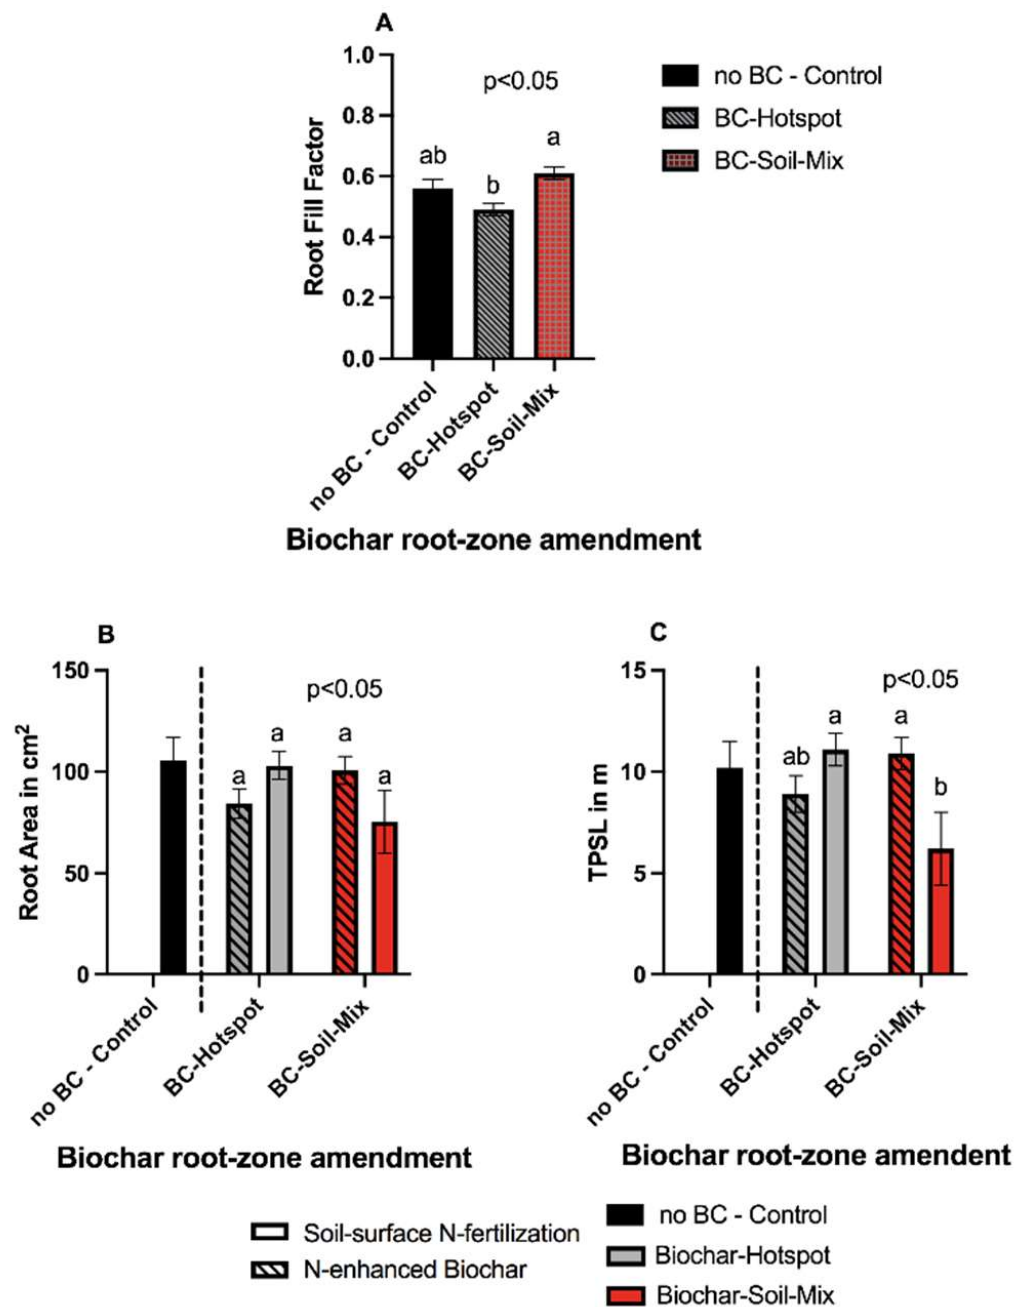 A
1.0
0.8
0.6
0.4
0.2
0.0
Root Fill Factor
p<0.05
ab
b
a
no BC - Control
BC-Hotspot
BC-Soil-Mix
no BC - Control
BC-Hotspot
BC-Soil-Mix
Biochar root-zone amendment
B
150
100
50
0
Root Area in cm²
p<0.05
a
a
a
a
no BC - Control
BC-Hotspot
BC-Soil-Mix
Biochar root-zone amendment
C
15
10
5
0
TPSL in m
p<0.05
ab
a
a
b
no BC - Control
BC-Hotspot
BC-Soil-Mix
Biochar root-zone amendent
Soil-surface N-fertilization
N-enhanced Biochar
no BC - Control
Biochar-Hotspot
Biochar-Soil-Mix